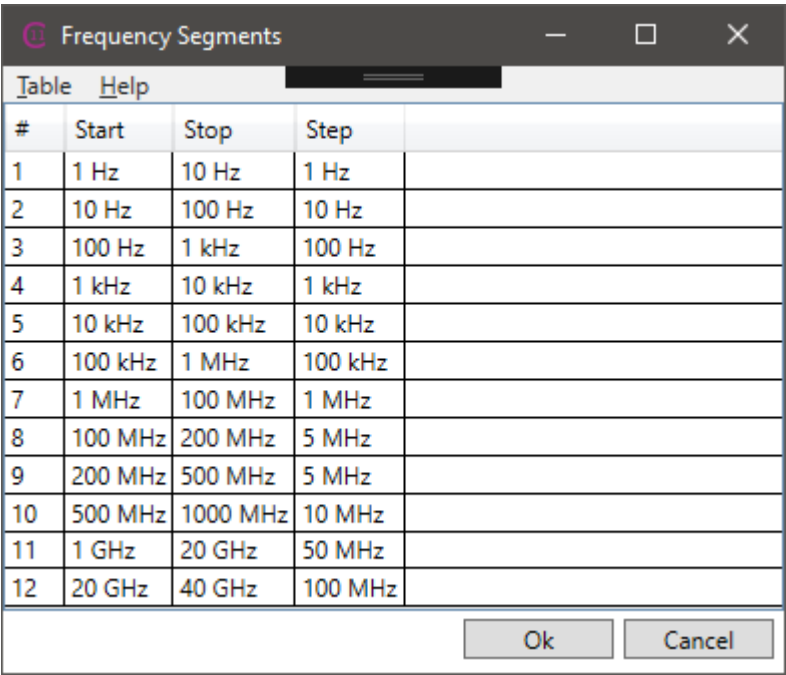 Frequency Segments
Table Help
# Start Stop Step
1 1 Hz 10 Hz 1 Hz
2 10 Hz 100 Hz 10 Hz
3 100 Hz 1 kHz 100 Hz
4 1 kHz 10 kHz 1 kHz
5 10 kHz 100 kHz 10 kHz
6 100 kHz 1 MHz 100 kHz
7 1 MHz 100 MHz 1 MHz
8 100 MHz 200 MHz 5 MHz
9 200 MHz 500 MHz 5 MHz
10 500 MHz 1000 MHz 10 MHz
11 1 GHz 20 GHz 50 MHz
12 20 GHz 40 GHz 100 MHz
Ok Cancel